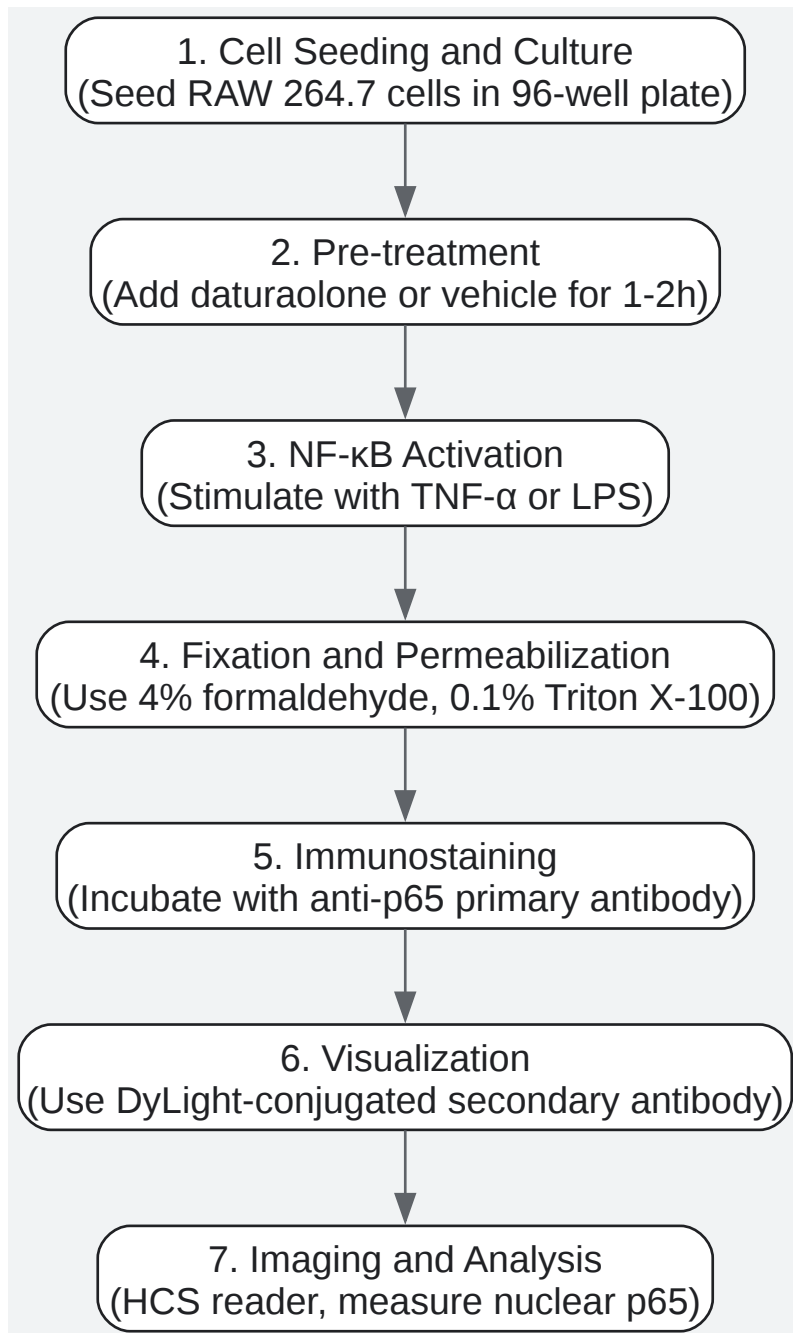 1. Cell Seeding and Culture
(Seed RAW 264.7 cells in 96-well plate)
2. Pre-treatment
(Add daturaolone or vehicle for 1-2h)
3. NF-κB Activation
(Stimulate with TNF-α or LPS)
4. Fixation and Permeabilization
(Use 4% formaldehyde, 0.1% Triton X-100)
5. Immunostaining
(Incubate with anti-p65 primary antibody)
6. Visualization
(Use DyLight-conjugated secondary antibody)
7. Imaging and Analysis
(HCS reader, measure nuclear p65)